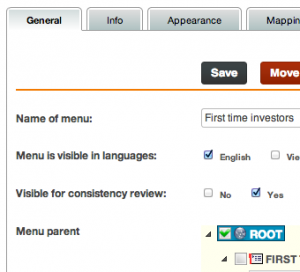 General Info Appearance Mappin
Save Move
Name of menu: First time investors
Menu is visible in languages: English Vie
Visible for consistency review: No Yes
Menu parent ROOT
FIRST T